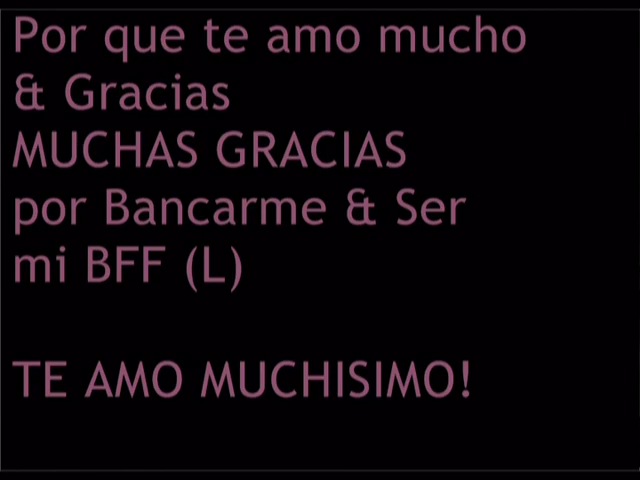 Por que te amo mucho
& Gracias
MUCHAS GRACIAS
por Bancarme & Ser
mi BFF (L)
TE AMO MUCHISIMO!